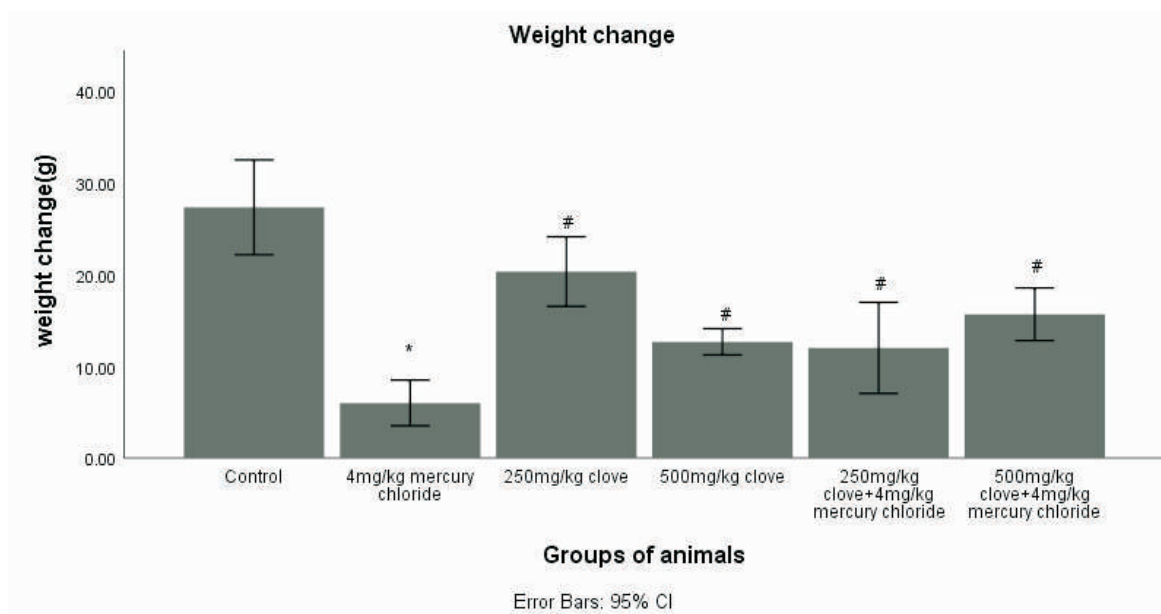 Weight change
weight change(g)
40.00
30.00
20.00
10.00
0.00
*
#
#
#
#
Control
4mg/kg mercury
chloride
250mg/kg clove
500mg/kg clove
250mg/kg
clove+4mg/kg
mercury chloride
500mg/kg
clove+4mg/kg
mercury chloride
Groups of animals
Error Bars: 95% CI